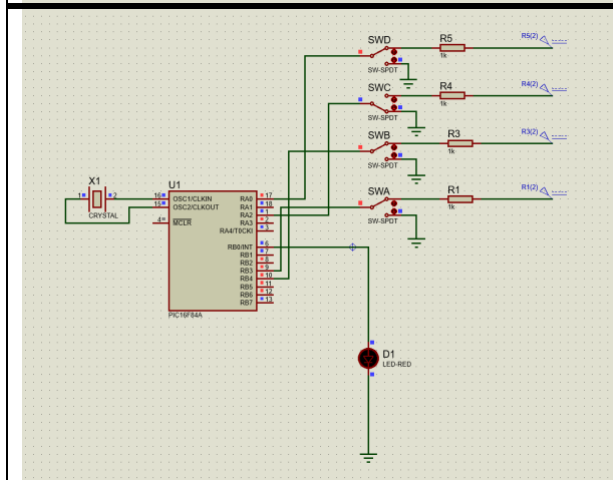 SWD
SW-SPDT
R5
1k
R5(2)
SWC
SW-SPDT
R4
1k
R4(2)
SWB
SW-SPDT
R3
1k
R3(2)
SWA
SW-SPDT
R1
1k
R1(2)
X1
1
2
CRYSTAL
U1
16
OSC1/CLKIN
RA0
17
15
OSC2/CLKOUT
RA1
18
RA2
1
4
MCLR
RA3
2
RA4/T0CKI
3
RB0/INT
6
RB1
7
RB2
8
RB3
9
RB4
10
RB5
11
RB6
12
RB7
13
PIC16F84A
D1
LED-RED